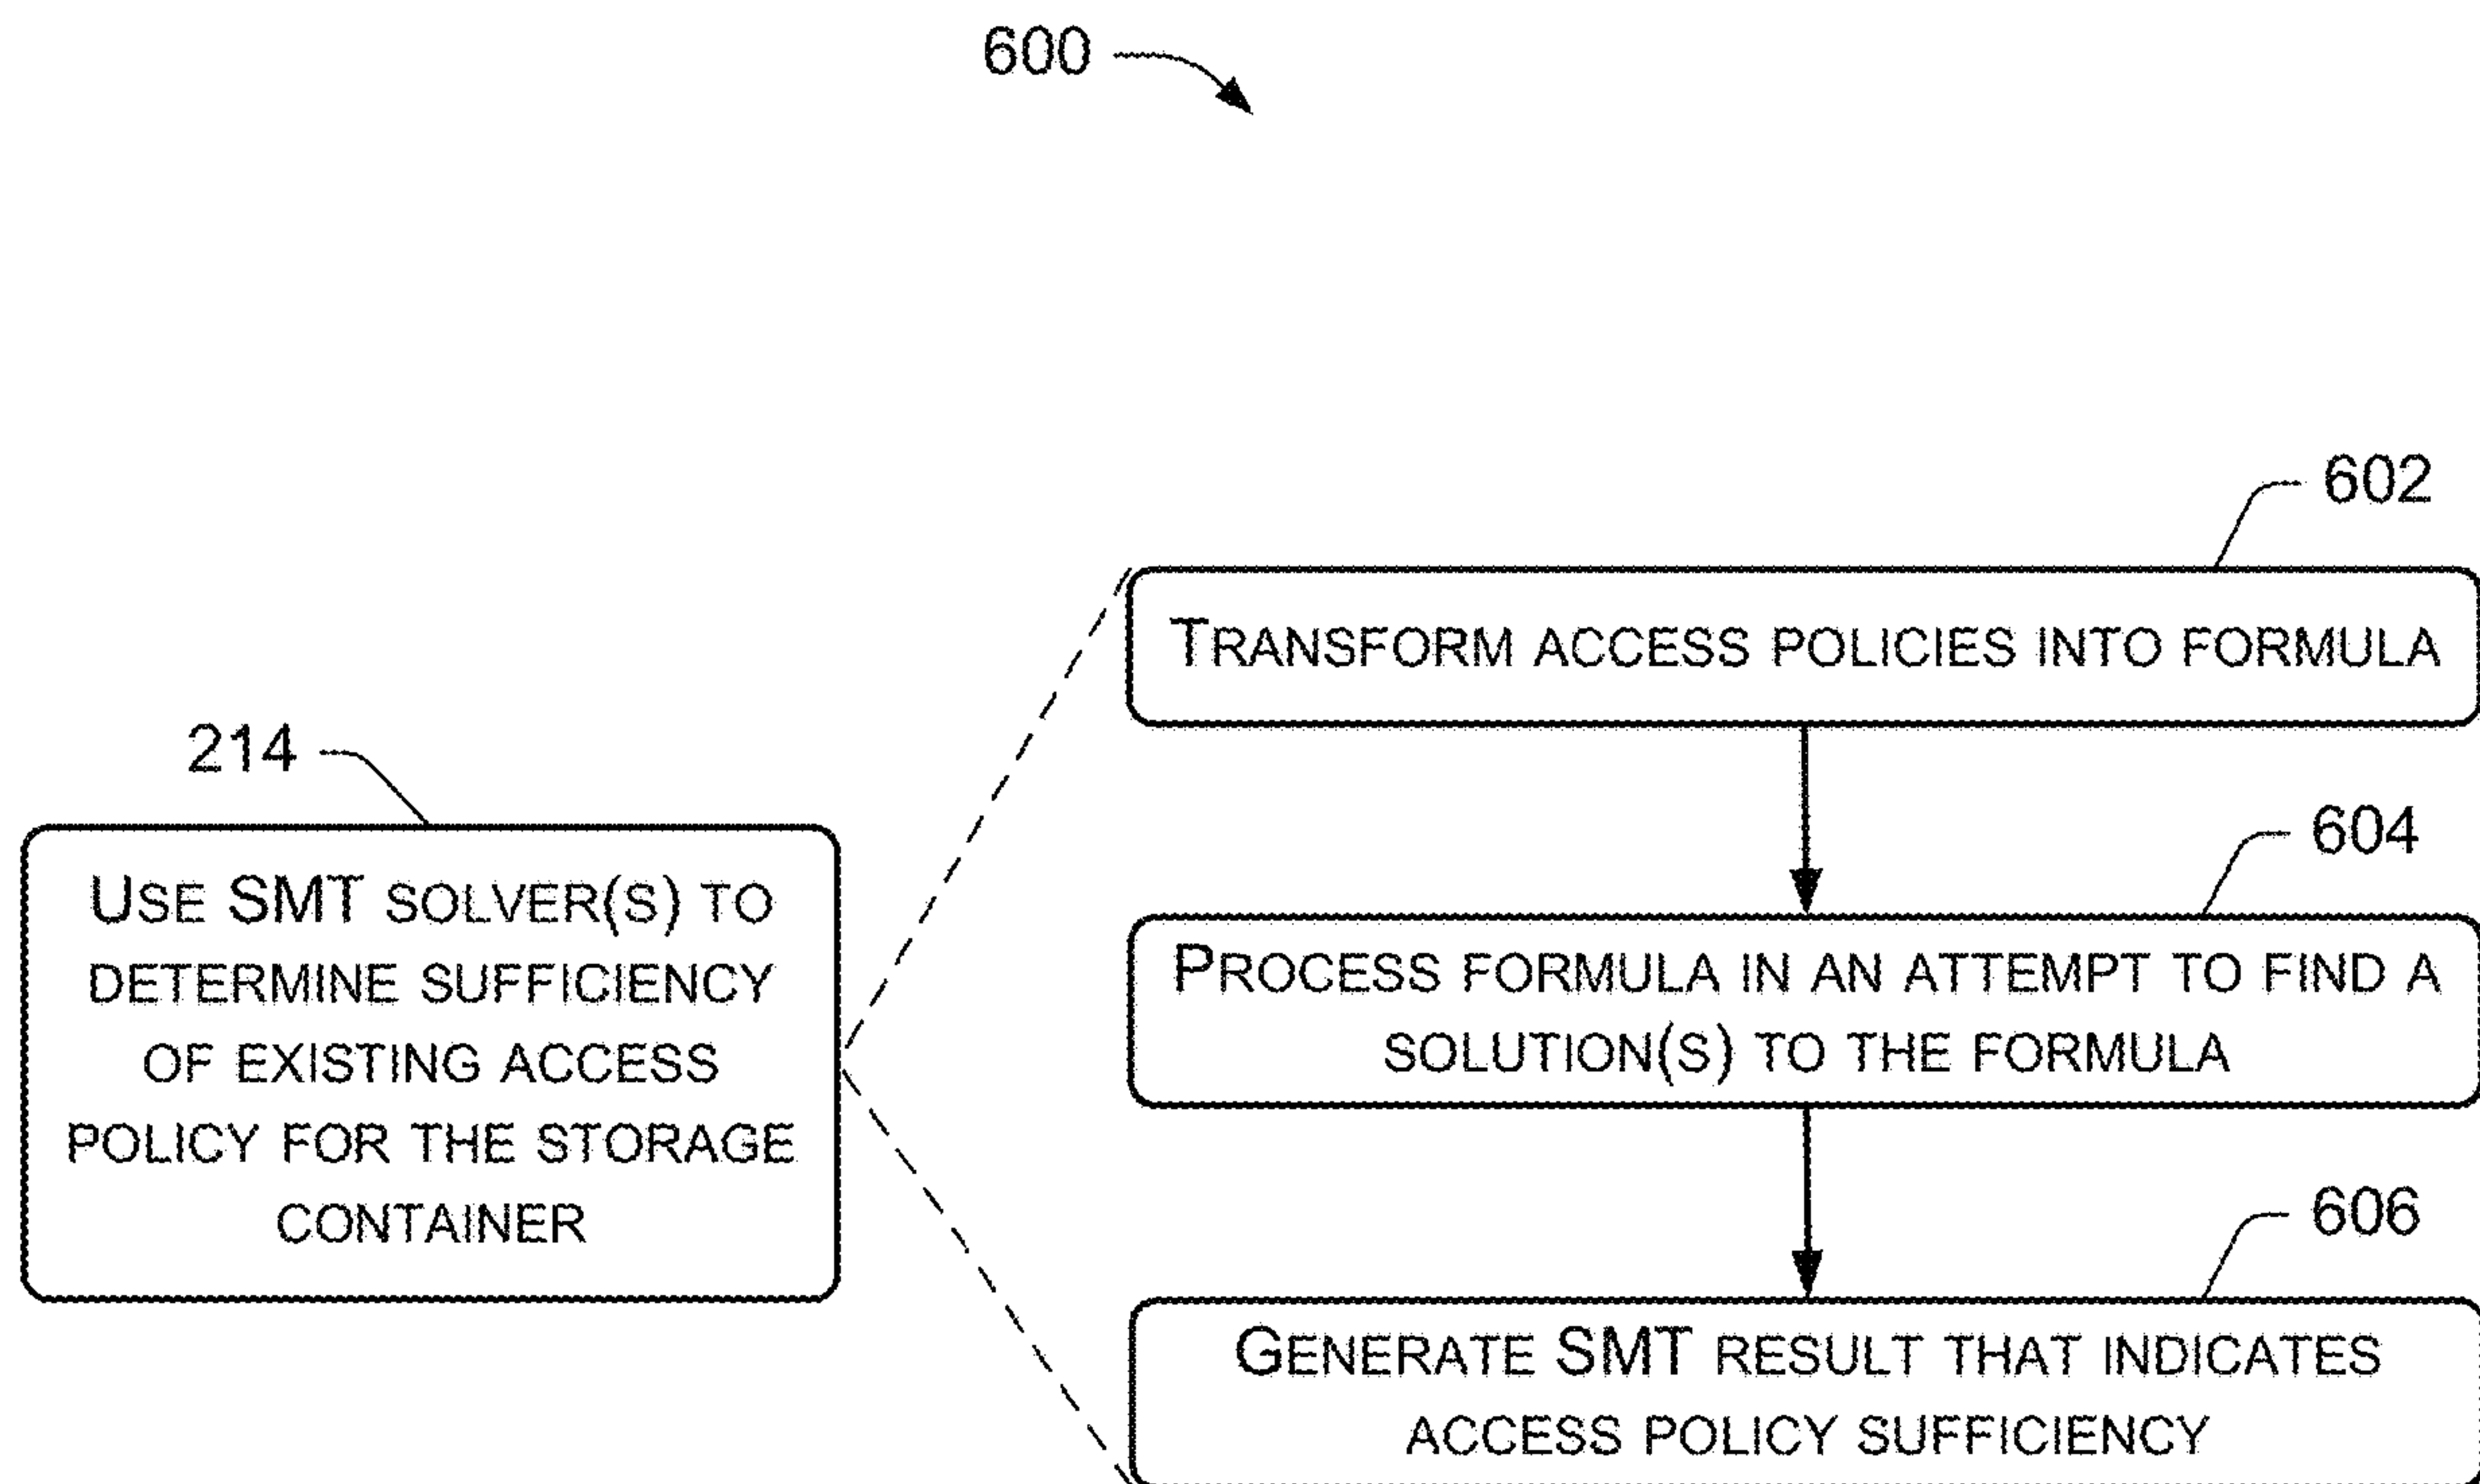 600
602
TRANSFORM ACCESS POLICIES INTO FORMULA
214
USE SMT SOLVER(S) TO
DETERMINE SUFFICIENCY
OF EXISTING ACCESS
POLICY FOR THE STORAGE
CONTAINER
604
PROCESS FORMULA IN AN ATTEMPT TO FIND A
SOLUTION(S) TO THE FORMULA
606
GENERATE SMT RESULT THAT INDICATES
ACCESS POLICY SUFFICIENCY